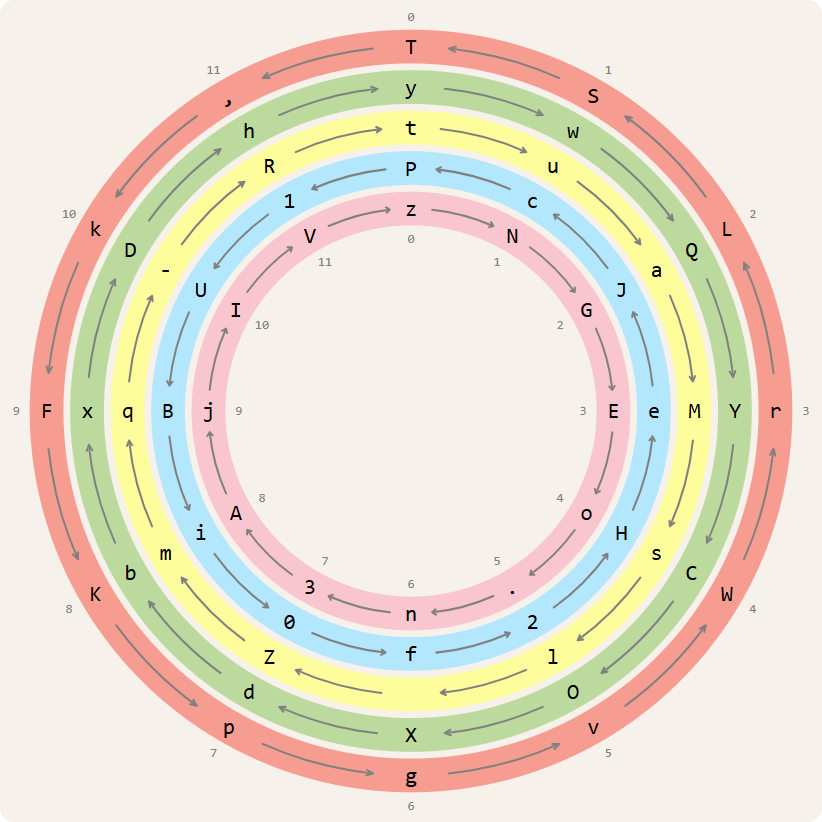 0
T
11 1
, S
y
h t w
R P u
1 c
z
10 2
k L
V N
0
D Q
11 1
- a
U J
I G
10 2
9 F x q B j 9 3 E e M Y r 3
8 4
A o
i H
m s
7 5
b C
6
3 .
K W
8 4
n
0 2
f
Z l
d O
p v
X
7 5
g
6